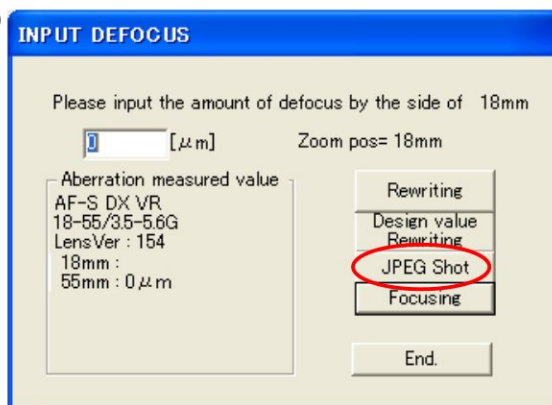 INPUT DEFOCUS
Please input the amount of defocus by the side of 18mm
0 [μm] Zoom pos= 18mm
Aberration measured value
AF-S DX VR
18-55/3.5-5.6G
LensVer : 154
18mm :
55mm : 0μm
Rewriting
Design value
Rewriting
JPEG Shot
Focusing
End.